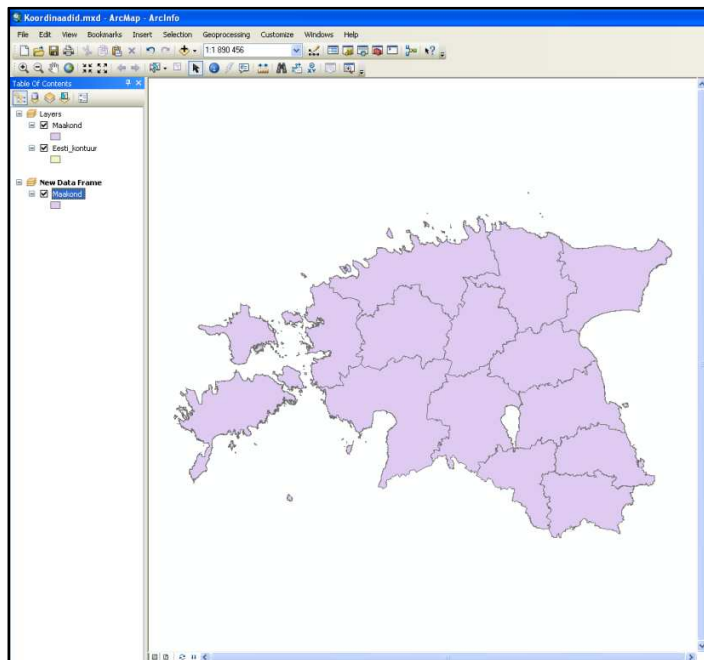 Koordinaadid.mxd - ArcMap - ArcInfo
File Edit View Bookmarks Insert Selection Geoprocessing Customize Windows Help
1:1 890 456
Table Of Contents
Layers
Maakond
Eesti_kontuur
New Data Frame
Maakond